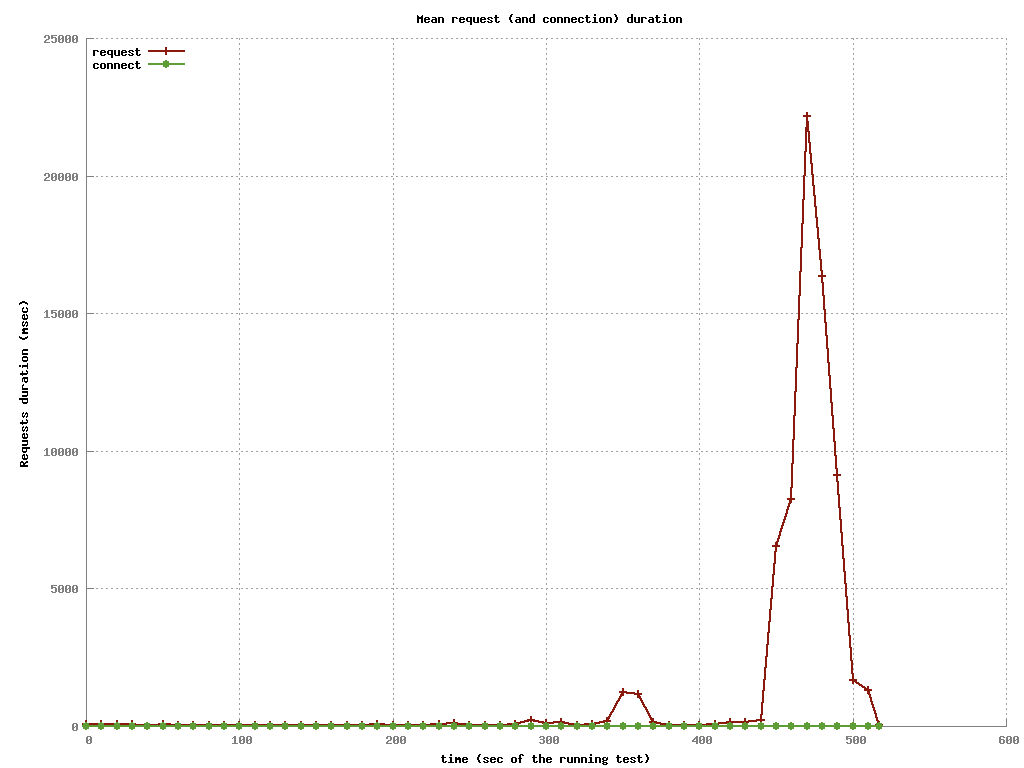 Mean request (and connection) duration
25000
request
connect
20000
15000
Requests duration (msec)
10000
5000
0
0 100 200 300 400 500 600
time (sec of the running test)